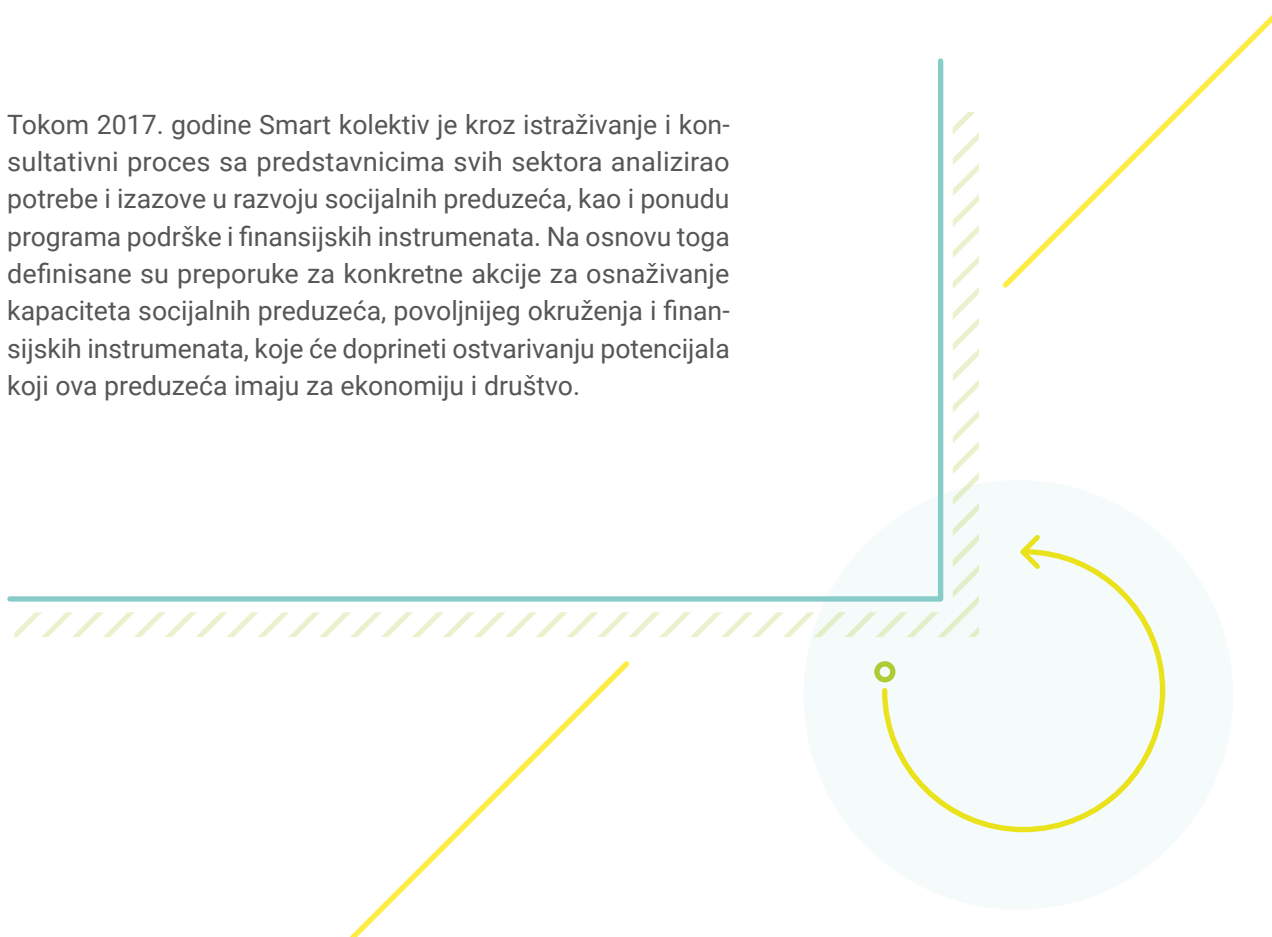 Tokom 2017. godine Smart kolektiv je kroz istraživanje i kon-
sultativni proces sa predstavnicima svih sektora analizirao
potrebe i izazove u razvoju socijalnih preduzeća, kao i ponudu
programa podrške i finansijskih instrumenata. Na osnovu toga
definisane su preporuke za konkretne akcije za osnaživanje
kapaciteta socijalnih preduzeća, povoljnijeg okruženja i finan-
sijskih instrumenata, koje će doprineti ostvarivanju potencijala
koji ova preduzeća imaju za ekonomiju i društvo.